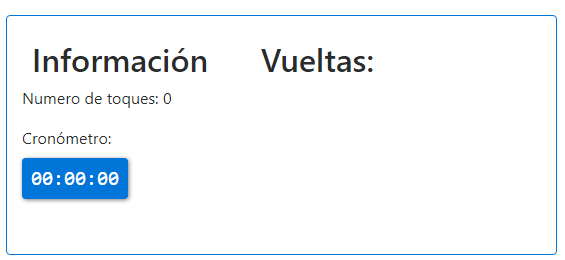 Información
Vueltas:
Numero de toques: 0
Cronómetro:
00:00:00